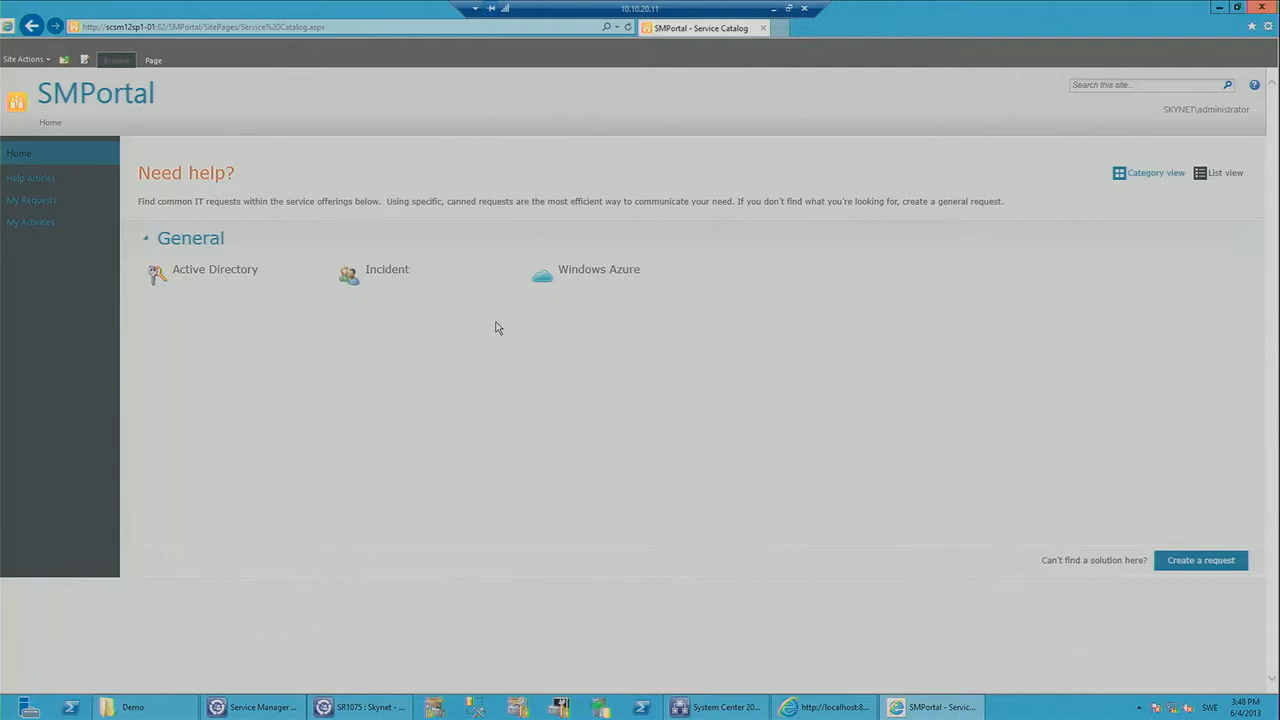 10.10.20.11
http://scsm12sp1-01:82/SMPortal/SitePages/Service%20Catalog.aspx
SMPortal - Service Catalog
Site Actions
Browse
Page
SMPortal
Search this site...
SKYNET\administrator
Home
Home
Help Articles
My Requests
My Activities
Need help?
Category view
List view
Find common IT requests within the service offerings below. Using specific, canned requests are the most efficient way to communicate your need. If you don't find what you're looking for, create a general request.
General
Active Directory
Incident
Windows Azure
Can't find a solution here?
Create a request
Demo
Service Manager ...
SR1075 : Skynet - ...
System Center 20...
http://localhost:8...
SMPortal - Servic...
SWE
3:48 PM
6/4/2013